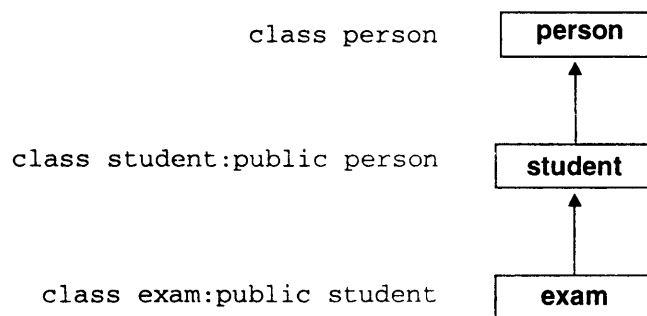 class person
person
class student:public person
student
class exam:public student
exam